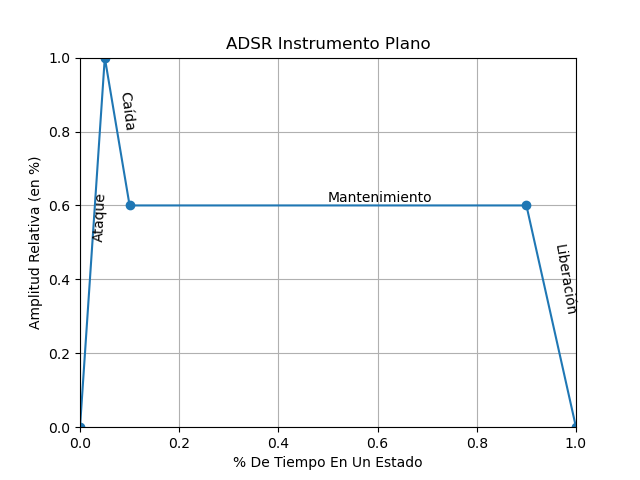 ADSR Instrumento Plano
1.0
0.8
0.6
0.4
0.2
0.0
Amplitud Relativa (en %)
Ataque
Caída
Mantenimiento
Liberación
0.0 0.2 0.4 0.6 0.8 1.0
% De Tiempo En Un Estado